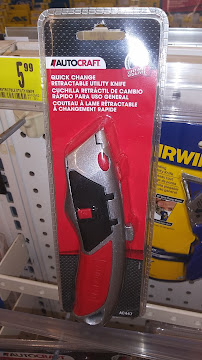 AUTOCRAFT
QUICK CHANGE
RETRACTABLE UTILITY KNIFE
CUCHILLA RETRÁCTIL DE CAMBIO
RÁPIDO PARA USO GENERAL
COUTEAU À LAME RÉTRACTABLE
À CHANGEMENT RAPIDE
5 99
IRWIN
AUTOCRAFT